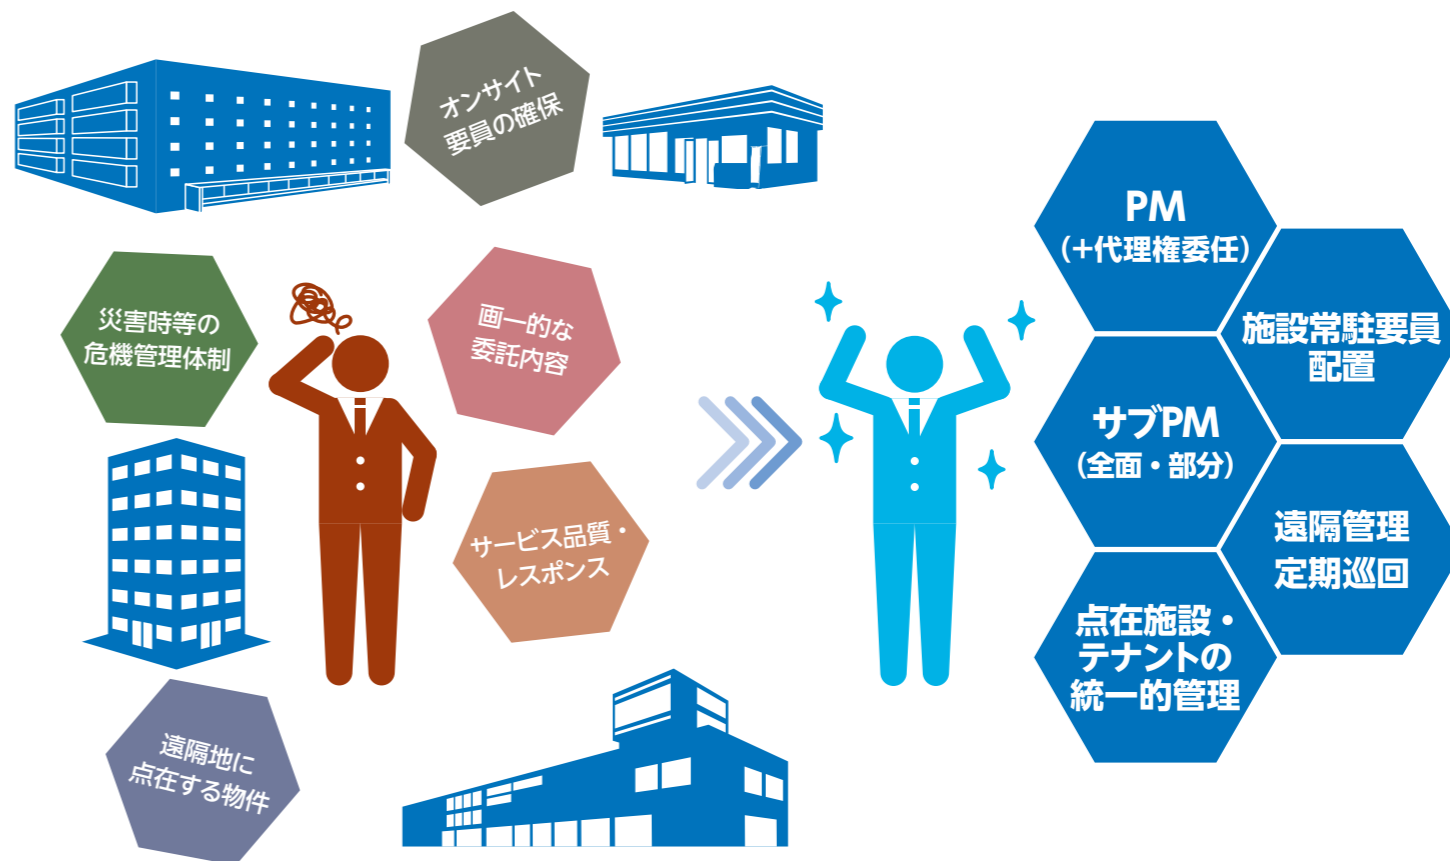 オンサイト
要員の確保
災害時等の
危機管理体制
画一的な
委託内容
サービス品質・
レスポンス
遠隔地に
点在する物件
PM
(+代理権委任)
施設常駐要員
配置
サブPM
(全面・部分)
遠隔管理
定期巡回
点在施設・
テナントの
統一的管理